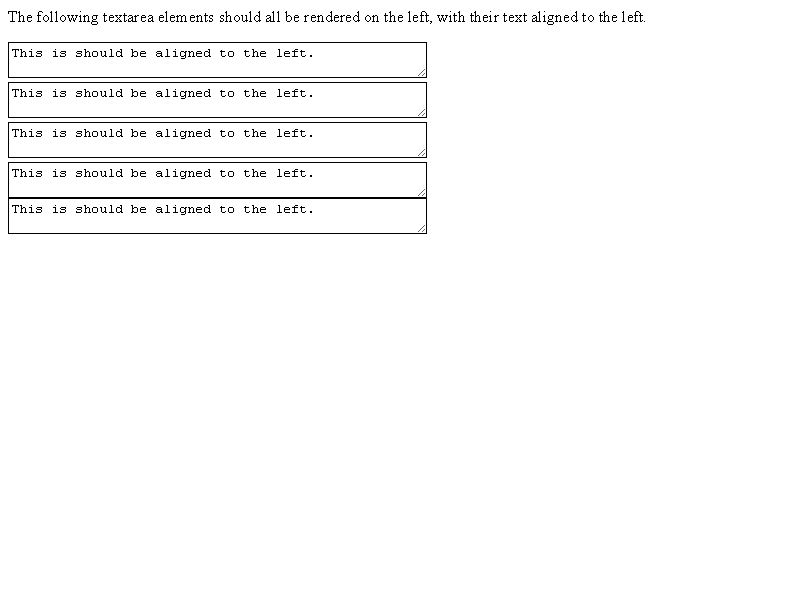 The following textarea elements should all be rendered on the left, with their text aligned to the left.
This is should be aligned to the left.
This is should be aligned to the left.
This is should be aligned to the left.
This is should be aligned to the left.
This is should be aligned to the left.